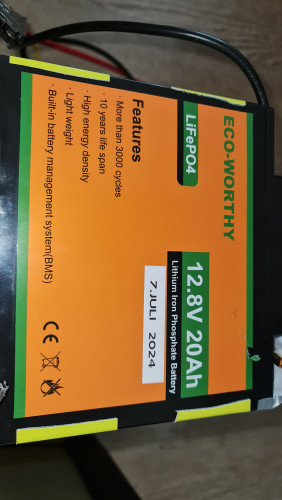 ECO-WORTHY
LiFePO4
12.8V 20Ah
Lithium Iron Phosphate Battery
7.JULI 2024
Features
· More than 3000 cycles
· 10 years life span
· High energy density
· Light weight
· Built-in battery management system(BMS)
CE